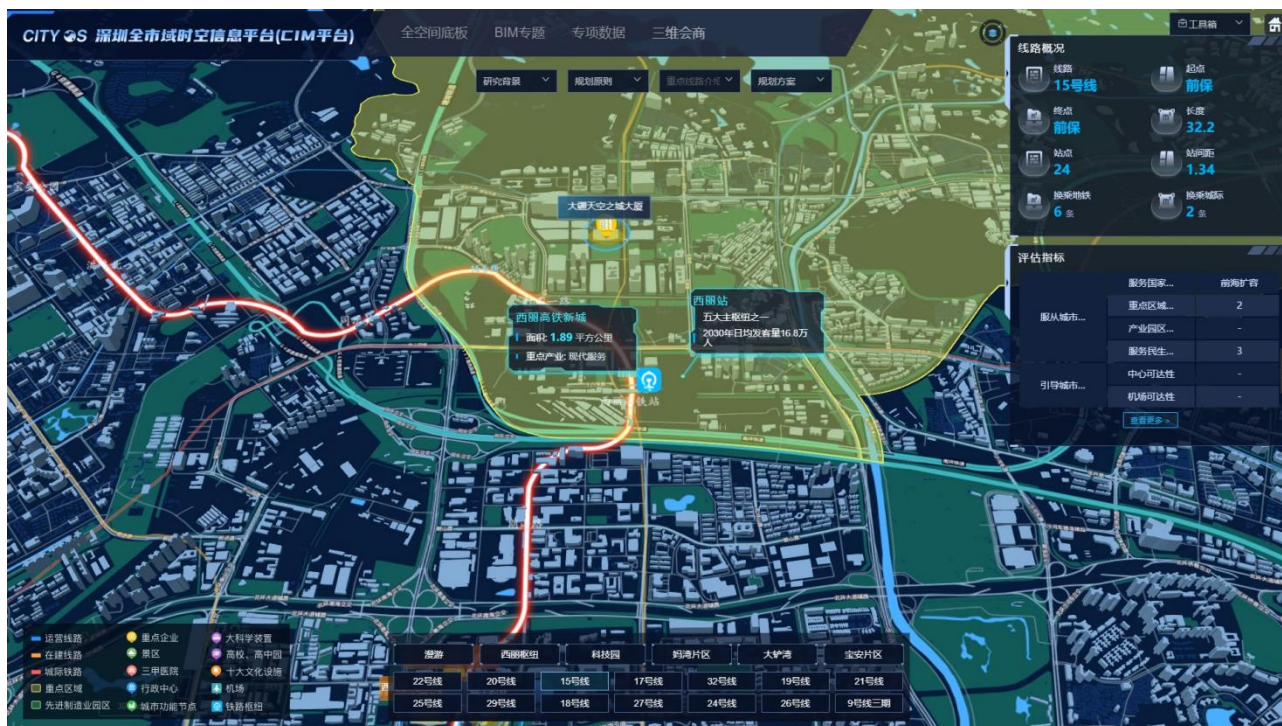 CITY OS 深圳全市域时空信息平台(CIM平台)
全空间底板
BIM专题
专项数据
三维会商
工具箱
研究背景
规划原则
重点线路介绍
规划方案
线路概况
线路
15号线
起点
前保
终点
前保
长度
32.2
站点
24
站间距
1.34
换乘地铁
6 条
换乘城际
2 条
评估指标
服从城市...
服务国家...
前海扩容
重点区域...
2
产业园区...
-
服务民生...
3
引导城市...
中心可达性
-
机场可达性
-
查看更多 >
大疆天空之城大厦
西丽高铁新城
面积: 1.89 平方公里
重点产业: 现代服务
西丽站
五大主枢纽之一
2030年日均发客量16.8万
人
运营线路
在建线路
城际铁路
重点区域
先进制造业园区
重点企业
景区
三甲医院
行政中心
城市功能节点
大科学装置
高校、高中园
十大文化设施
机场
铁路枢纽
漫游
西丽枢纽
科技园
妈湾片区
大铲湾
宝安片区
22号线
20号线
15号线
17号线
32号线
19号线
21号线
25号线
29号线
18号线
27号线
24号线
26号线
9号线三期